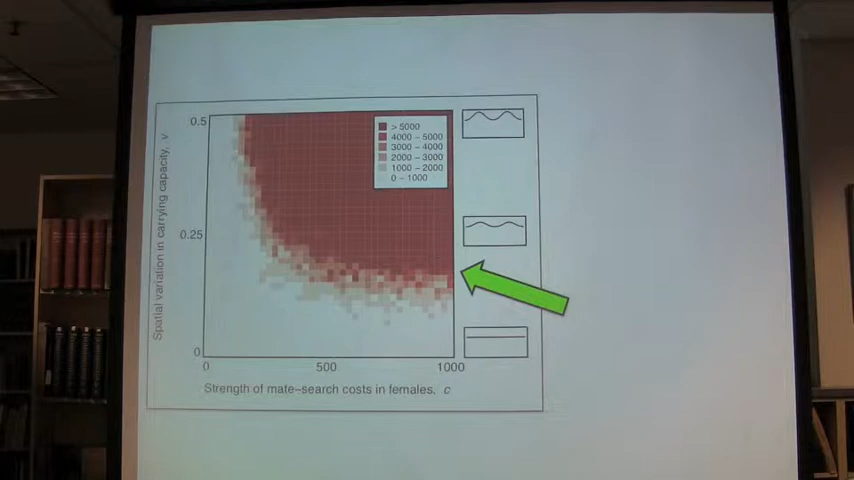 0.5
> 5000
4000 – 5000
3000 – 4000
2000 – 3000
1000 – 2000
0 – 1000
Spatial variation in carrying capacity, v
0.25
0
0
500
1000
Strength of mate–search costs in females, c